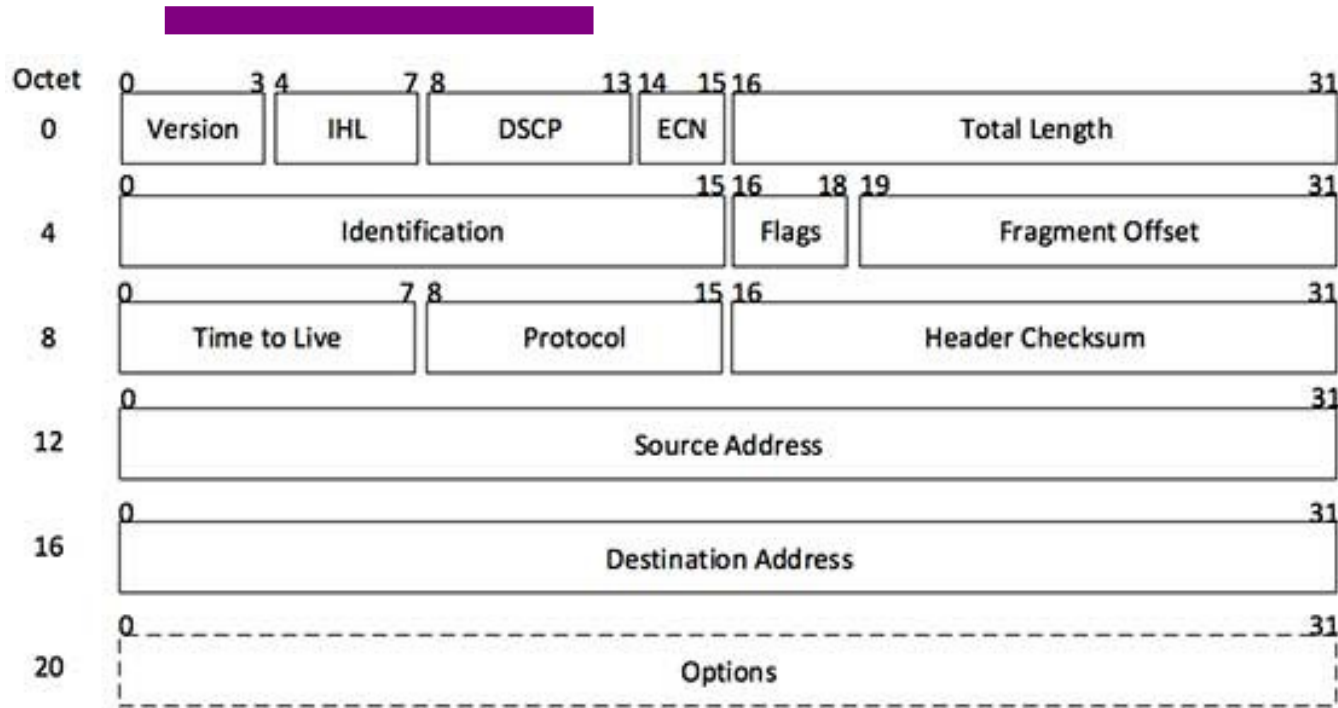 Octet 0 3 4 7 8 13 14 15 16 31
0 Version IHL DSCP ECN Total Length
0 15 16 18 19 31
4 Identification Flags Fragment Offset
0 7 8 15 16 31
8 Time to Live Protocol Header Checksum
0 31
12 Source Address
0 31
16 Destination Address
0 31
20 Options